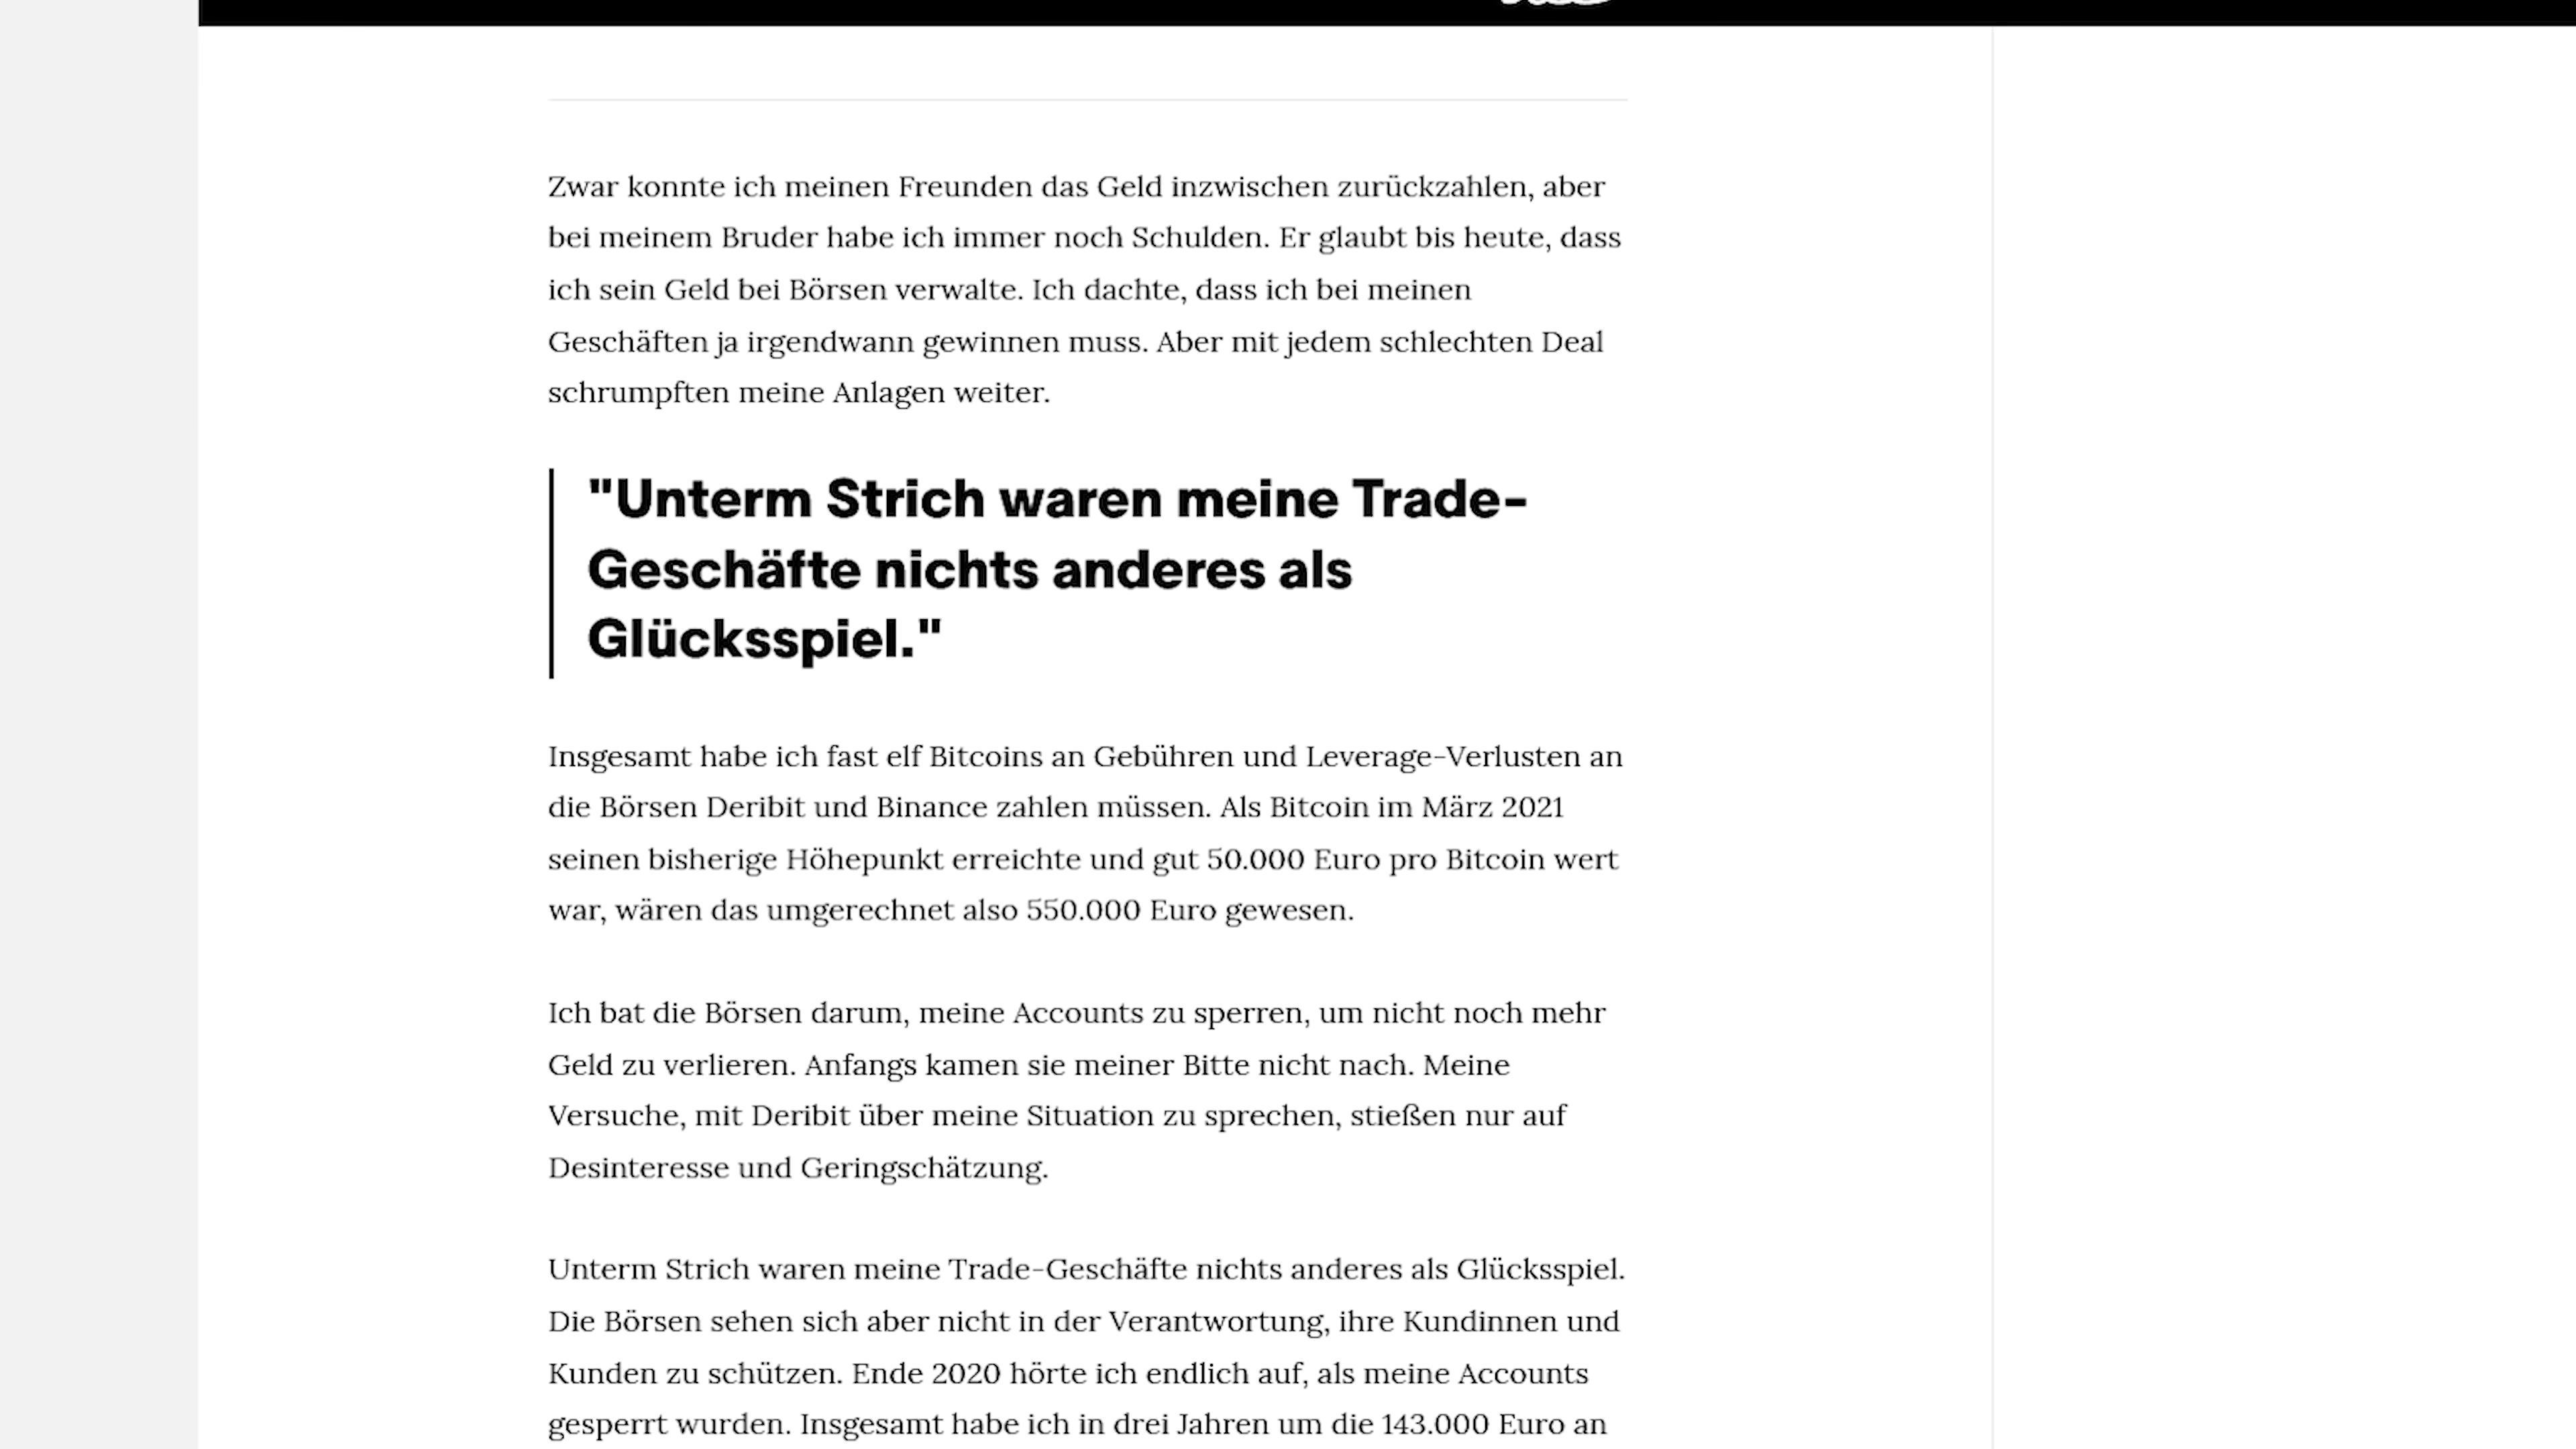 Zwar konnte ich meinen Freunden das Geld inzwischen zurückzahlen, aber
bei meinem Bruder habe ich immer noch Schulden. Er glaubt bis heute, dass
ich sein Geld bei Börsen verwalte. Ich dachte, dass ich bei meinen
Geschäften ja irgendwann gewinnen muss. Aber mit jedem schlechten Deal
schrumpften meine Anlagen weiter.
"Unterm Strich waren meine Trade-
Geschäfte nichts anderes als
Glücksspiel."
Insgesamt habe ich fast elf Bitcoins an Gebühren und Leverage-Verlusten an
die Börsen Deribit und Binance zahlen müssen. Als Bitcoin im März 2021
seinen bisherige Höhepunkt erreichte und gut 50.000 Euro pro Bitcoin wert
war, wären das umgerechnet also 550.000 Euro gewesen.
Ich bat die Börsen darum, meine Accounts zu sperren, um nicht noch mehr
Geld zu verlieren. Anfangs kamen sie meiner Bitte nicht nach. Meine
Versuche, mit Deribit über meine Situation zu sprechen, stießen nur auf
Desinteresse und Geringschätzung.
Unterm Strich waren meine Trade-Geschäfte nichts anderes als Glücksspiel.
Die Börsen sehen sich aber nicht in der Verantwortung, ihre Kundinnen und
Kunden zu schützen. Ende 2020 hörte ich endlich auf, als meine Accounts
gesperrt wurden. Insgesamt habe ich in drei Jahren um die 143.000 Euro an